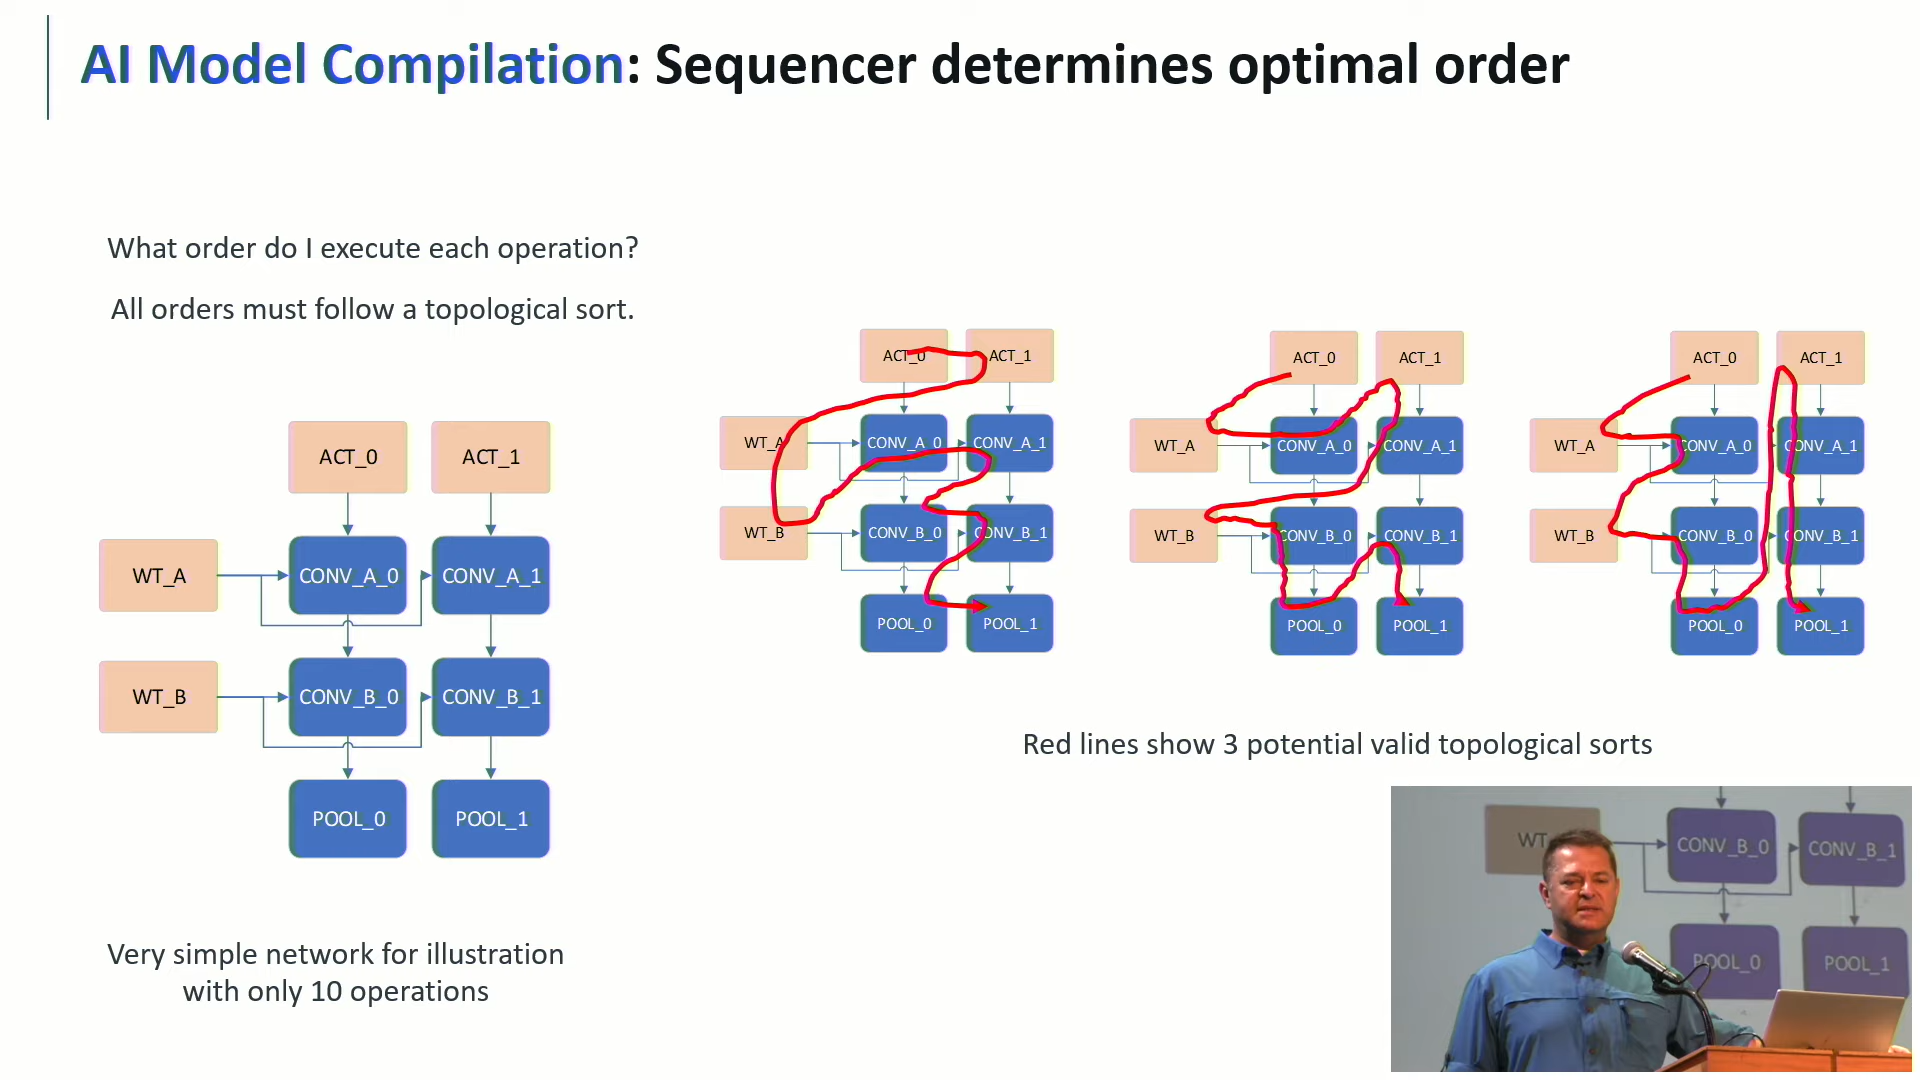 AI Model Compilation: Sequencer determines optimal order
What order do I execute each operation?
All orders must follow a topological sort.
ACT_0 ACT_1
WT_A CONV_A_0 CONV_A_1
WT_B CONV_B_0 CONV_B_1
POOL_0 POOL_1
Very simple network for illustration
with only 10 operations
ACT_0 ACT_1
WT_A CONV_A_0 CONV_A_1
WT_B CONV_B_0 CONV_B_1
POOL_0 POOL_1
ACT_0 ACT_1
WT_A CONV_A_0 CONV_A_1
WT_B CONV_B_0 CONV_B_1
POOL_0 POOL_1
ACT_0 ACT_1
WT_A CONV_A_0 CONV_A_1
WT_B CONV_B_0 CONV_B_1
POOL_0 POOL_1
Red lines show 3 potential valid topological sorts
WT CONV_B_0 CONV_B_1
POOL_0 POOL_1